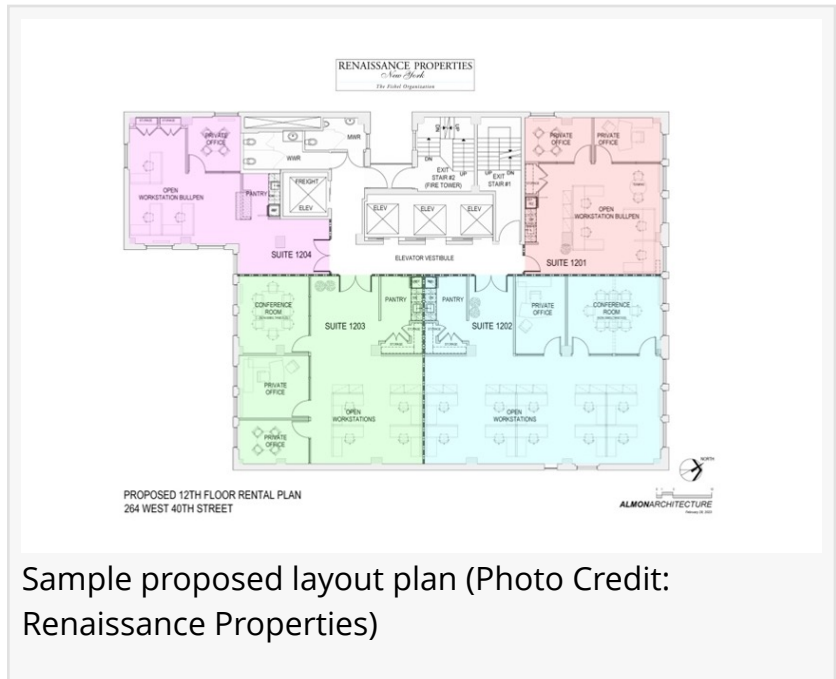 RENAISSANCE PROPERTIES
New York
The Fishel Organization
PRIVATE
OFFICE
OPEN
WORKSTATION BULLPEN
PANTRY
SUITE 1204
MWR
WWR
FREIGHT
ELEV
DN
UP
EXIT
STAIR #2
(FIRE TOWER)
DN
UP
UP
DN
EXIT
STAIR #1
ELEV
ELEV
ELEV
ELEVATOR VESTIBULE
PRIVATE
OFFICE
PRIVATE
OFFICE
OPEN
WORKSTATION BULLPEN
SUITE 1201
CONFERENCE
ROOM
PANTRY
SUITE 1203
PRIVATE
OFFICE
PRIVATE
OFFICE
OPEN
WORKSTATIONS
PANTRY
SUITE 1202
PRIVATE
OFFICE
CONFERENCE
ROOM
OPEN
WORKSTATIONS
NORTH
PROPOSED 12TH FLOOR RENTAL PLAN
264 WEST 40TH STREET
ALMONARCHITECTURE
Sample proposed layout plan (Photo Credit:
Renaissance Properties)